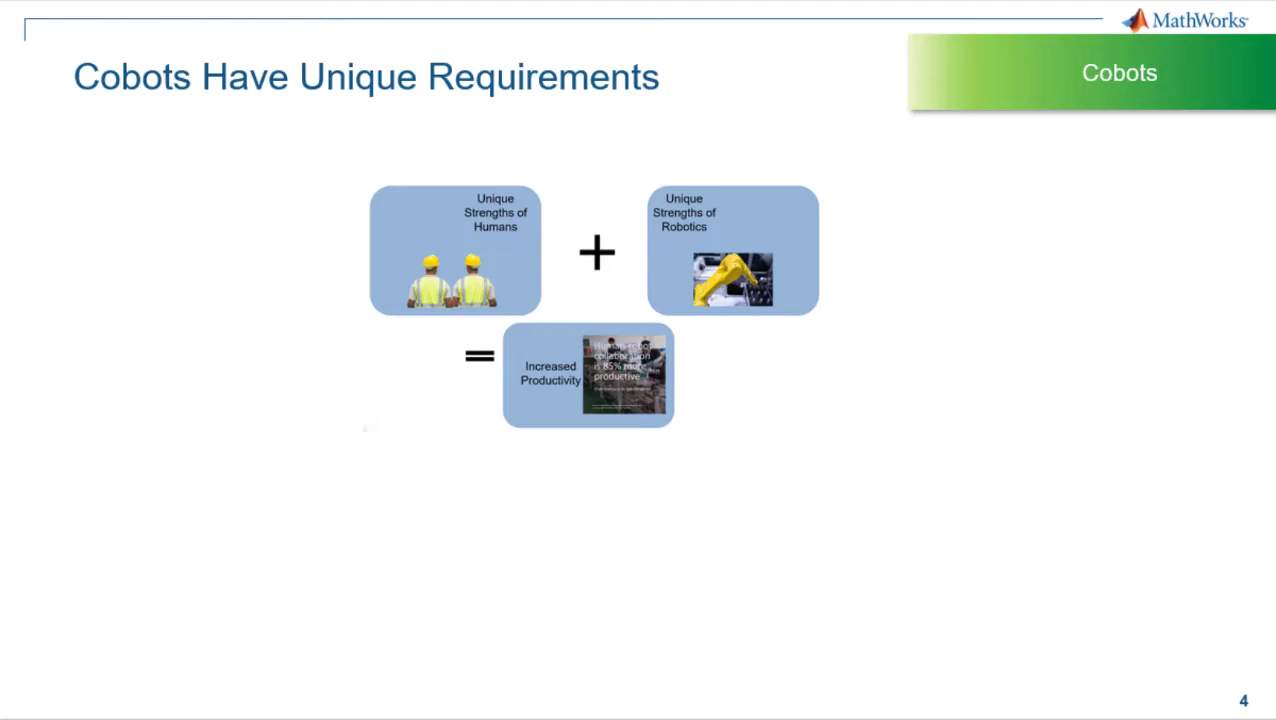 MathWorks
Cobots Have Unique Requirements
Cobots
Unique
Strengths of
Humans
+
Unique
Strengths of
Robotics
=
Increased
Productivity
Human-robot
collaboration
is 85% more
productive
4